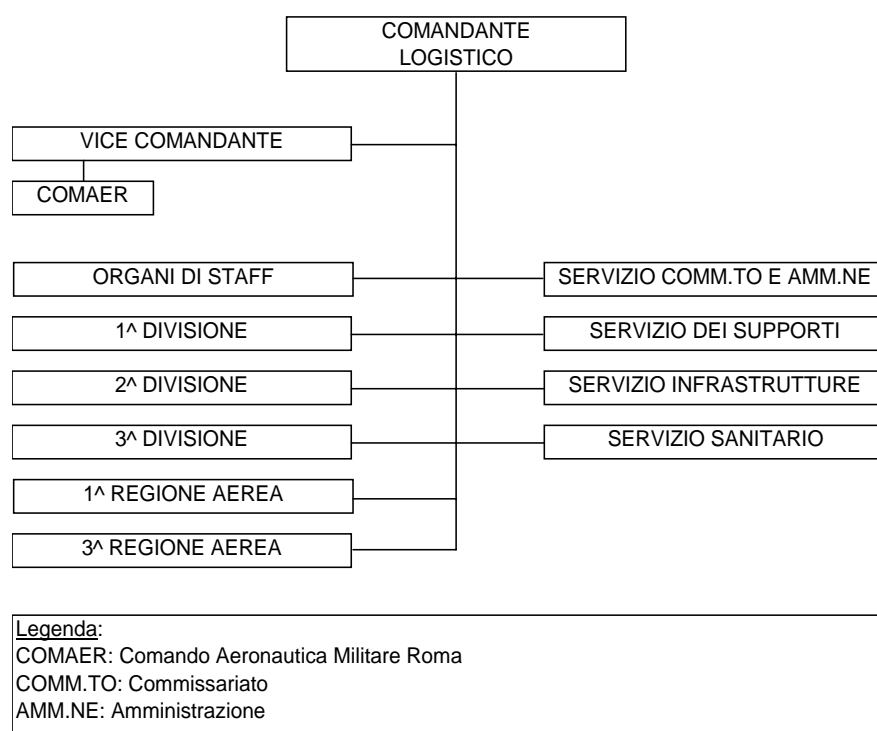 COMANDANTE
LOGISTICO
VICE COMANDANTE
COMAER
ORGANI DI STAFF
SERVIZIO COMM.TO E AMM.NE
1^ DIVISIONE
SERVIZIO DEI SUPPORTI
2^ DIVISIONE
SERVIZIO INFRASTRUTTURE
3^ DIVISIONE
SERVIZIO SANITARIO
1^ REGIONE AEREA
3^ REGIONE AEREA
Legenda:
COMAER: Comando Aeronautica Militare Roma
COMM.TO: Commissariato
AMM.NE: Amministrazione